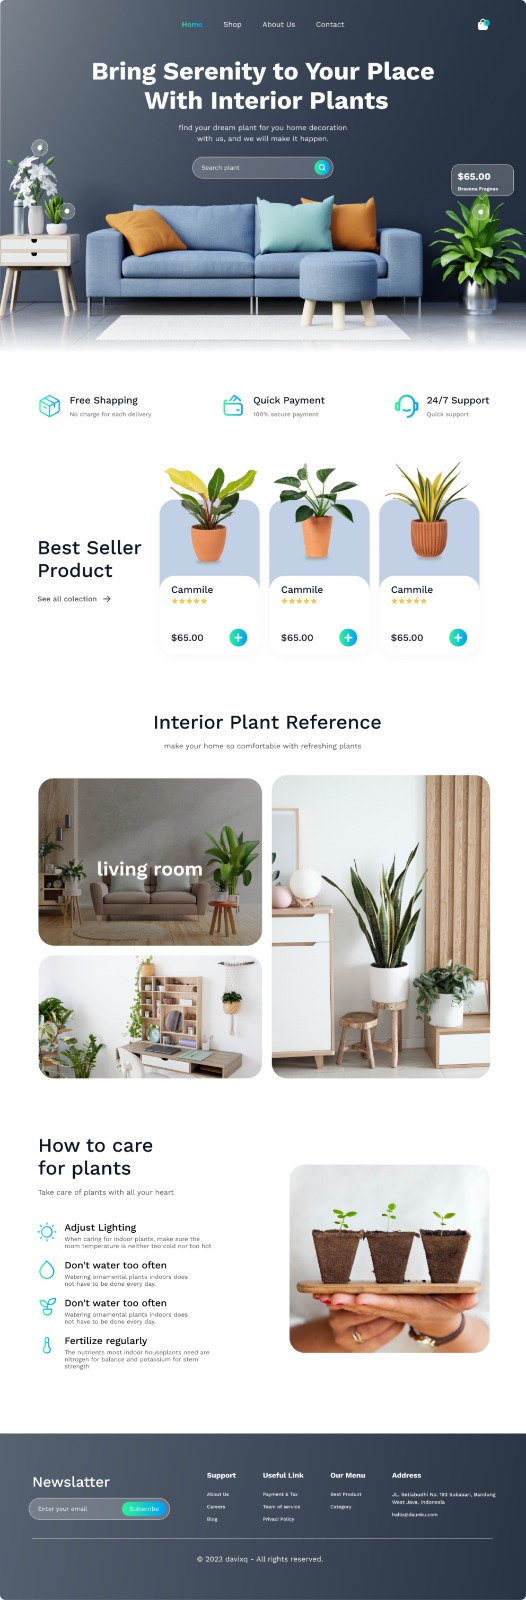 Home Shop About Us Contact
Bring Serenity to Your Place
With Interior Plants
find your dream plant for you home decoration
with us, and we will make it happen.
Search plant
$65.00
Dracena Fragnas
Free Shapping
No charge for each delivery
Quick Payment
100% secure payment
24/7 Support
Quick support
Best Seller
Product
See all colection
Cammile
$65.00
Cammile
$65.00
Cammile
$65.00
Interior Plant Reference
make your home so comfortable with refreshing plants
living room
How to care
for plants
Take care of plants with all your heart
Adjust Lighting
When caring for indoor plants, make sure the
room temperature is neither too cold nor too hot
Don't water too often
Watering ornamental plants indoors does
not have to be done every day.
Don't water too often
Watering ornamental plants indoors does
not have to be done every day.
Fertilize regularly
The nutrients most indoor houseplants need are
nitrogen for balance and potassium for stem
strength
Newslatter
Enter your email
Subscribe
Support
About Us
Careers
Blog
Useful Link
Payment & Tax
Team of service
Privaci Policy
Our Menu
Best Product
Category
Address
JL. Setiabudhi No. 193 Sukasari, Bandung
West Java, Indonesia
hallo@daunku.com
© 2023 davixq - All rights reserved.